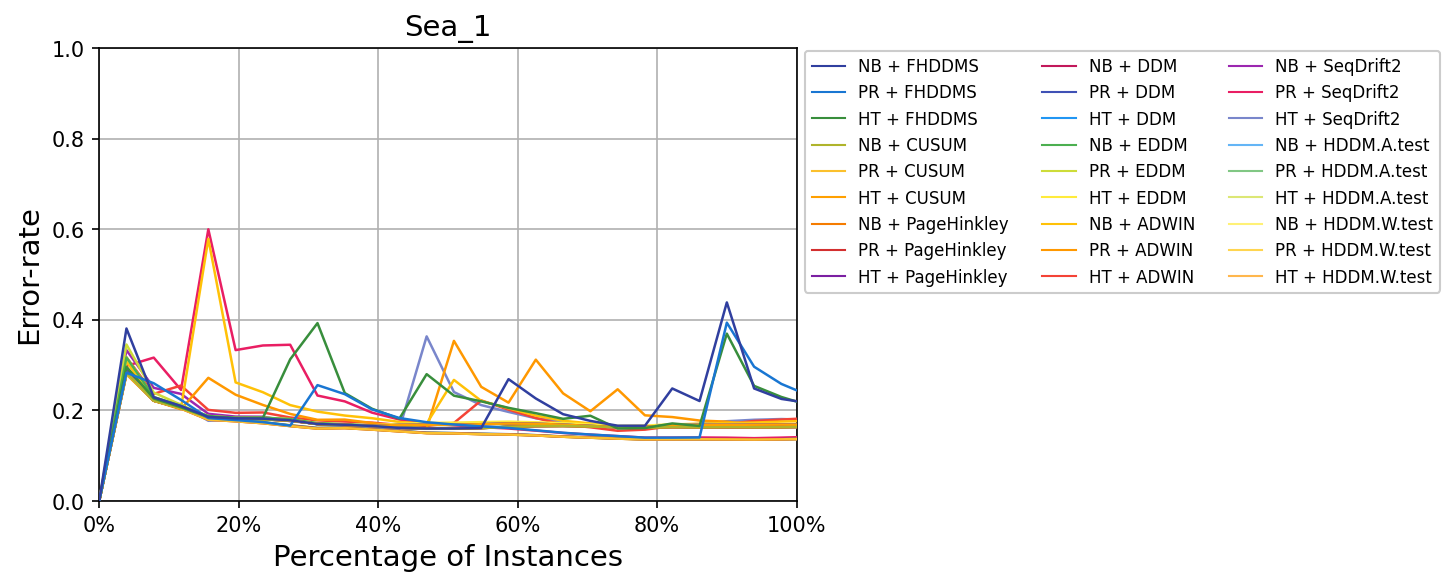 Sea_1
1.0
0.8
0.6
0.4
0.2
0.0
Error-rate
0%
20%
40%
60%
80%
100%
Percentage of Instances
NB + FHDDMS
PR + FHDDMS
HT + FHDDMS
NB + CUSUM
PR + CUSUM
HT + CUSUM
NB + PageHinkley
PR + PageHinkley
HT + PageHinkley
NB + DDM
PR + DDM
HT + DDM
NB + EDDM
PR + EDDM
HT + EDDM
NB + ADWIN
PR + ADWIN
HT + ADWIN
NB + SeqDrift2
PR + SeqDrift2
HT + SeqDrift2
NB + HDDM.A.test
PR + HDDM.A.test
HT + HDDM.A.test
NB + HDDM.W.test
PR + HDDM.W.test
HT + HDDM.W.test